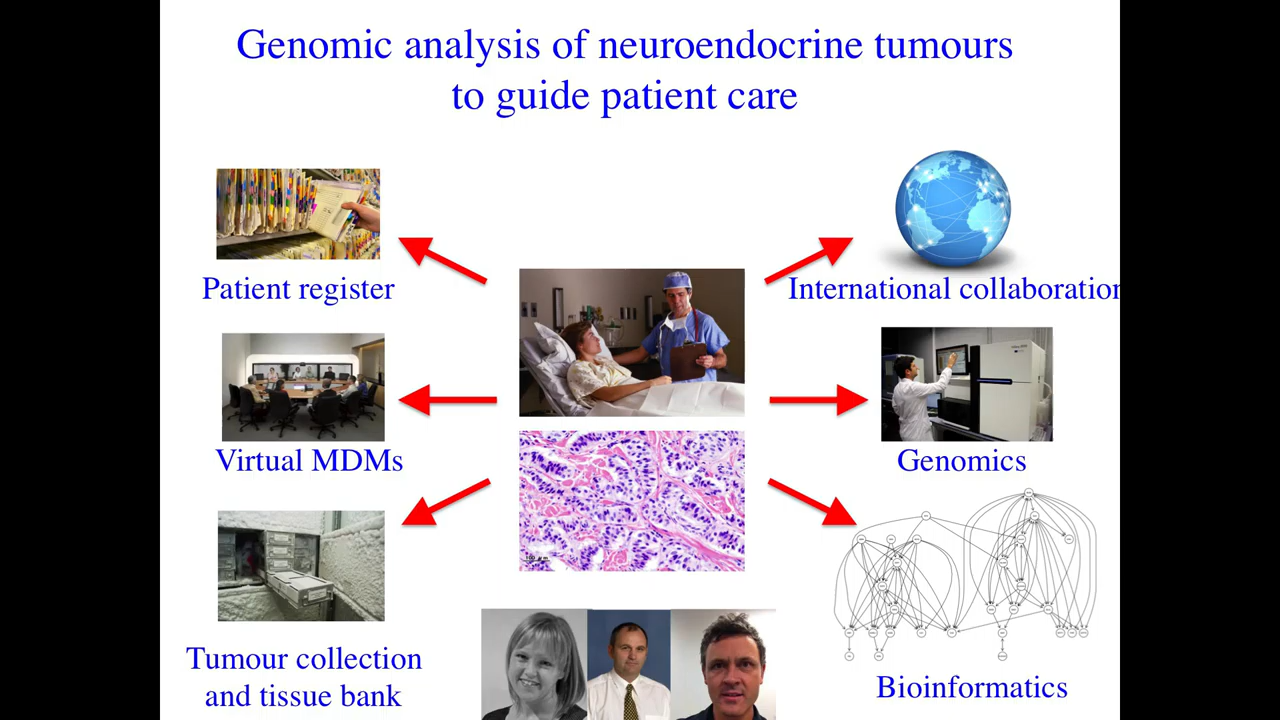 Genomic analysis of neuroendocrine tumours
to guide patient care
Patient register
International collaboration
Virtual MDMs
Genomics
Tumour collection
and tissue bank
Bioinformatics